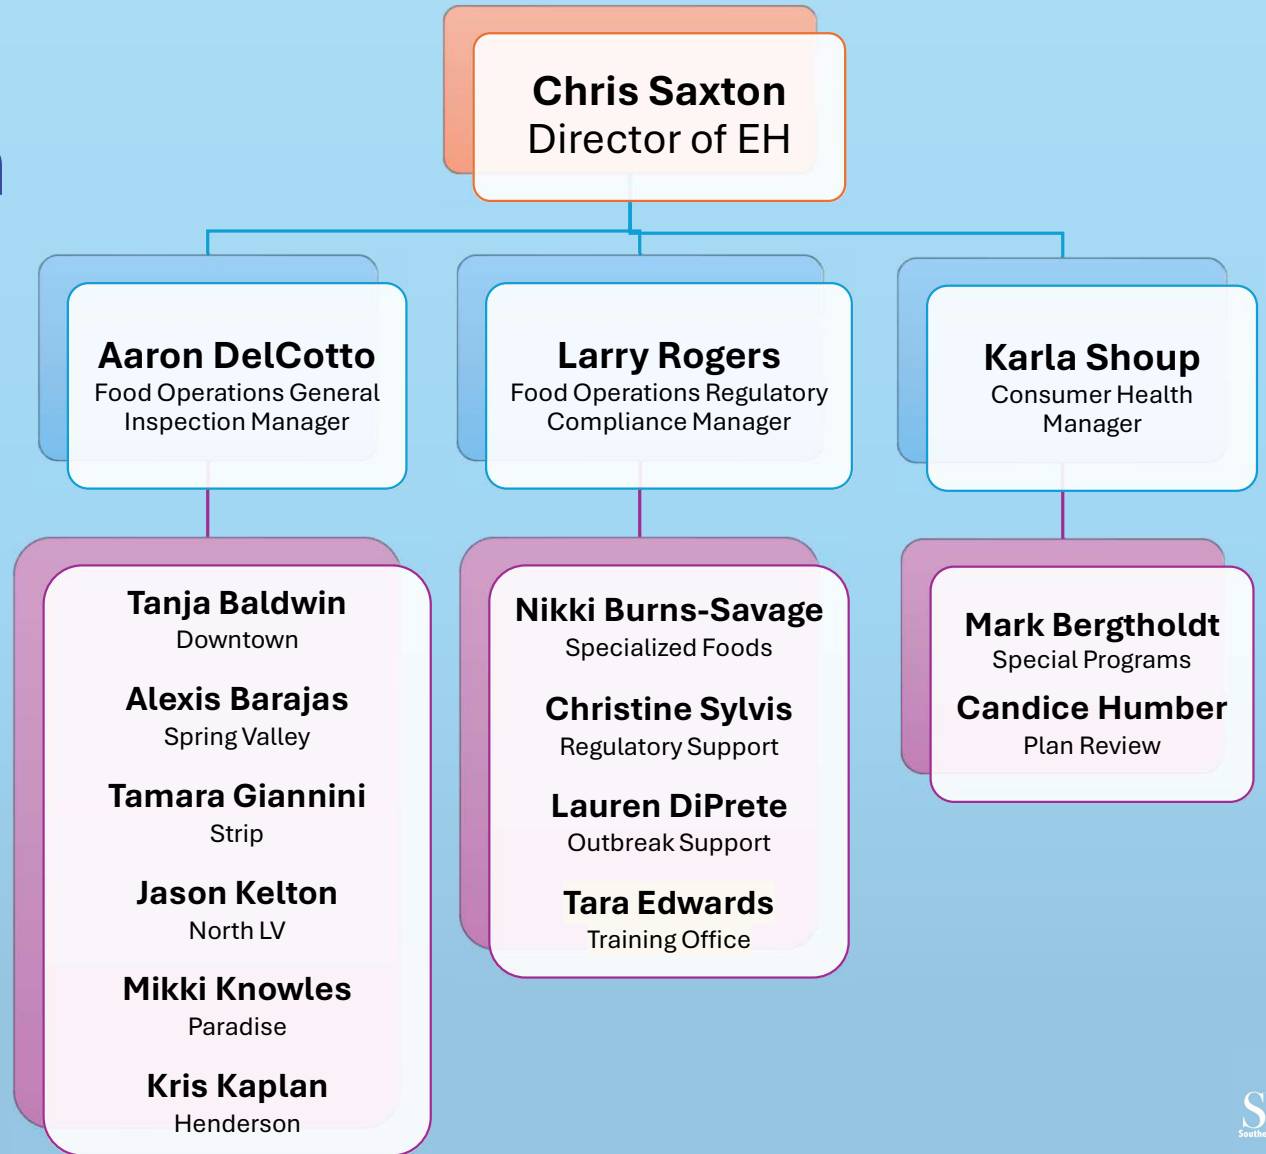 Chris Saxton
Director of EH
Aaron DelCotto
Food Operations General
Inspection Manager
Larry Rogers
Food Operations Regulatory
Compliance Manager
Karla Shoup
Consumer Health
Manager
Tanja Baldwin
Downtown
Alexis Barajas
Spring Valley
Tamara Giannini
Strip
Jason Kelton
North LV
Mikki Knowles
Paradise
Kris Kaplan
Henderson
Nikki Burns-Savage
Specialized Foods
Christine Sylvis
Regulatory Support
Lauren DiPrete
Outbreak Support
Tara Edwards
Training Office
Mark Bergtholdt
Special Programs
Candice Humber
Plan Review